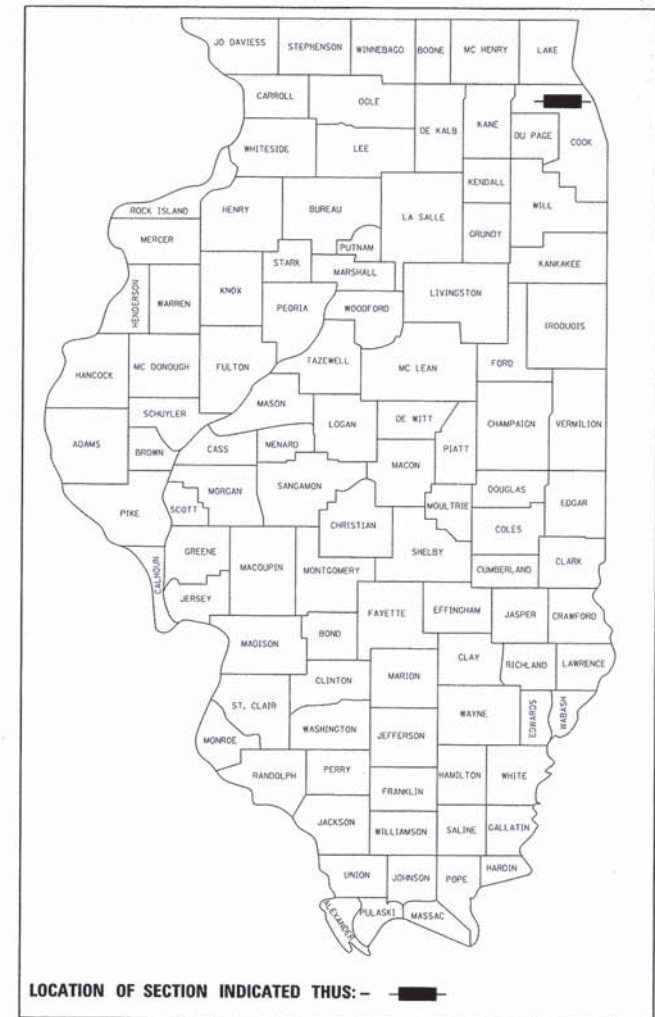 JO DAVIESS STEPHENSON WINNEBAGO BOONE MC HENRY LAKE
CARROLL OGLE DE KALB KANE DU PAGE COOK
WHITESIDE LEE
KENDALL WILL
ROCK ISLAND HENRY BUREAU LA SALLE GRUNDY
MERCER PUTNAM
STARK MARSHALL KANKAKEE
HENDERSON WARREN KNOX PEORIA WOODFORD LIVINGSTON IROQUOIS
HANCOCK MC DONOUGH FULTON TAZEWELL MC LEAN FORD
SCHUYLER MASON LOGAN DE WITT CHAMPAIGN VERMILION
ADAMS BROWN CASS MENARD MACON PIATT
PIKE SCOTT MORGAN SANGAMON CHRISTIAN MOULTRIE DOUGLAS EDGAR
COLES
CALHOUN GREENE MACOUPIN MONTGOMERY SHELBY CUMBERLAND CLARK
JERSEY FAYETTE EFFINGHAM JASPER CRAWFORD
MADISON BOND CLAY RICHLAND LAWRENCE
CLINTON MARION
ST. CLAIR WAYNE EDWARDS WABASH
MONROE WASHINGTON JEFFERSON
RANDOLPH PERRY HAMILTON WHITE
FRANKLIN
JACKSON WILLIAMSON SALINE GALLATIN
UNION JOHNSON POPE HARDIN
ALEXANDER PULASKI MASSAC
LOCATION OF SECTION INDICATED THUS: –